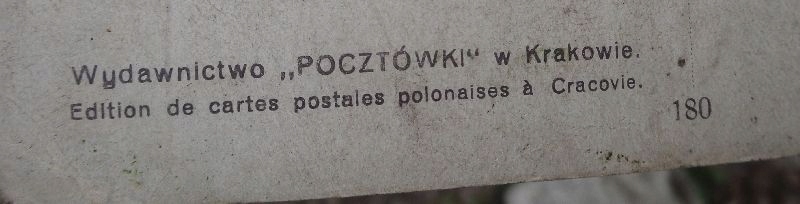 Wydawnictwo „POCZTÓWKI“ w Krakowie.
Edition de cartes postales polonaises à Cracovie.
180